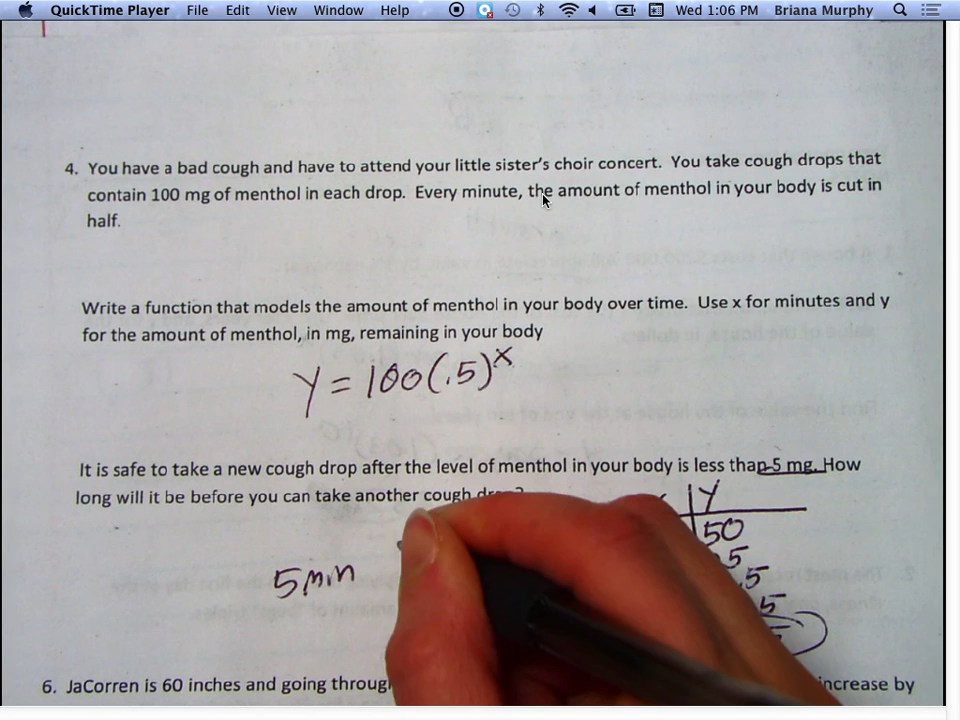 QuickTime Player File Edit View Window Help Wed 1:06 PM Briana Murphy
4. You have a bad cough and have to attend your little sister's choir concert. You take cough drops that
contain 100 mg of menthol in each drop. Every minute, the amount of menthol in your body is cut in
half.
Write a function that models the amount of menthol in your body over time. Use x for minutes and y
for the amount of menthol, in mg, remaining in your body
y = 100(.5)^x
It is safe to take a new cough drop after the level of menthol in your body is less than 5 mg. How
long will it be before you can take another cough
y
50
5
.5
5 min
5
6. JaCorren is 60 inches and going increase by